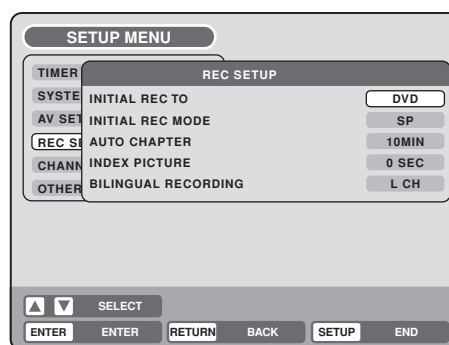 SETUP MENU
TIMER
REC SETUP
SYSTE
INITIAL REC TO DVD
AV SET
INITIAL REC MODE SP
REC SE
AUTO CHAPTER 10MIN
CHANN
INDEX PICTURE 0 SEC
OTHER
BILINGUAL RECORDING L CH
SELECT
ENTER ENTER RETURN BACK SETUP END